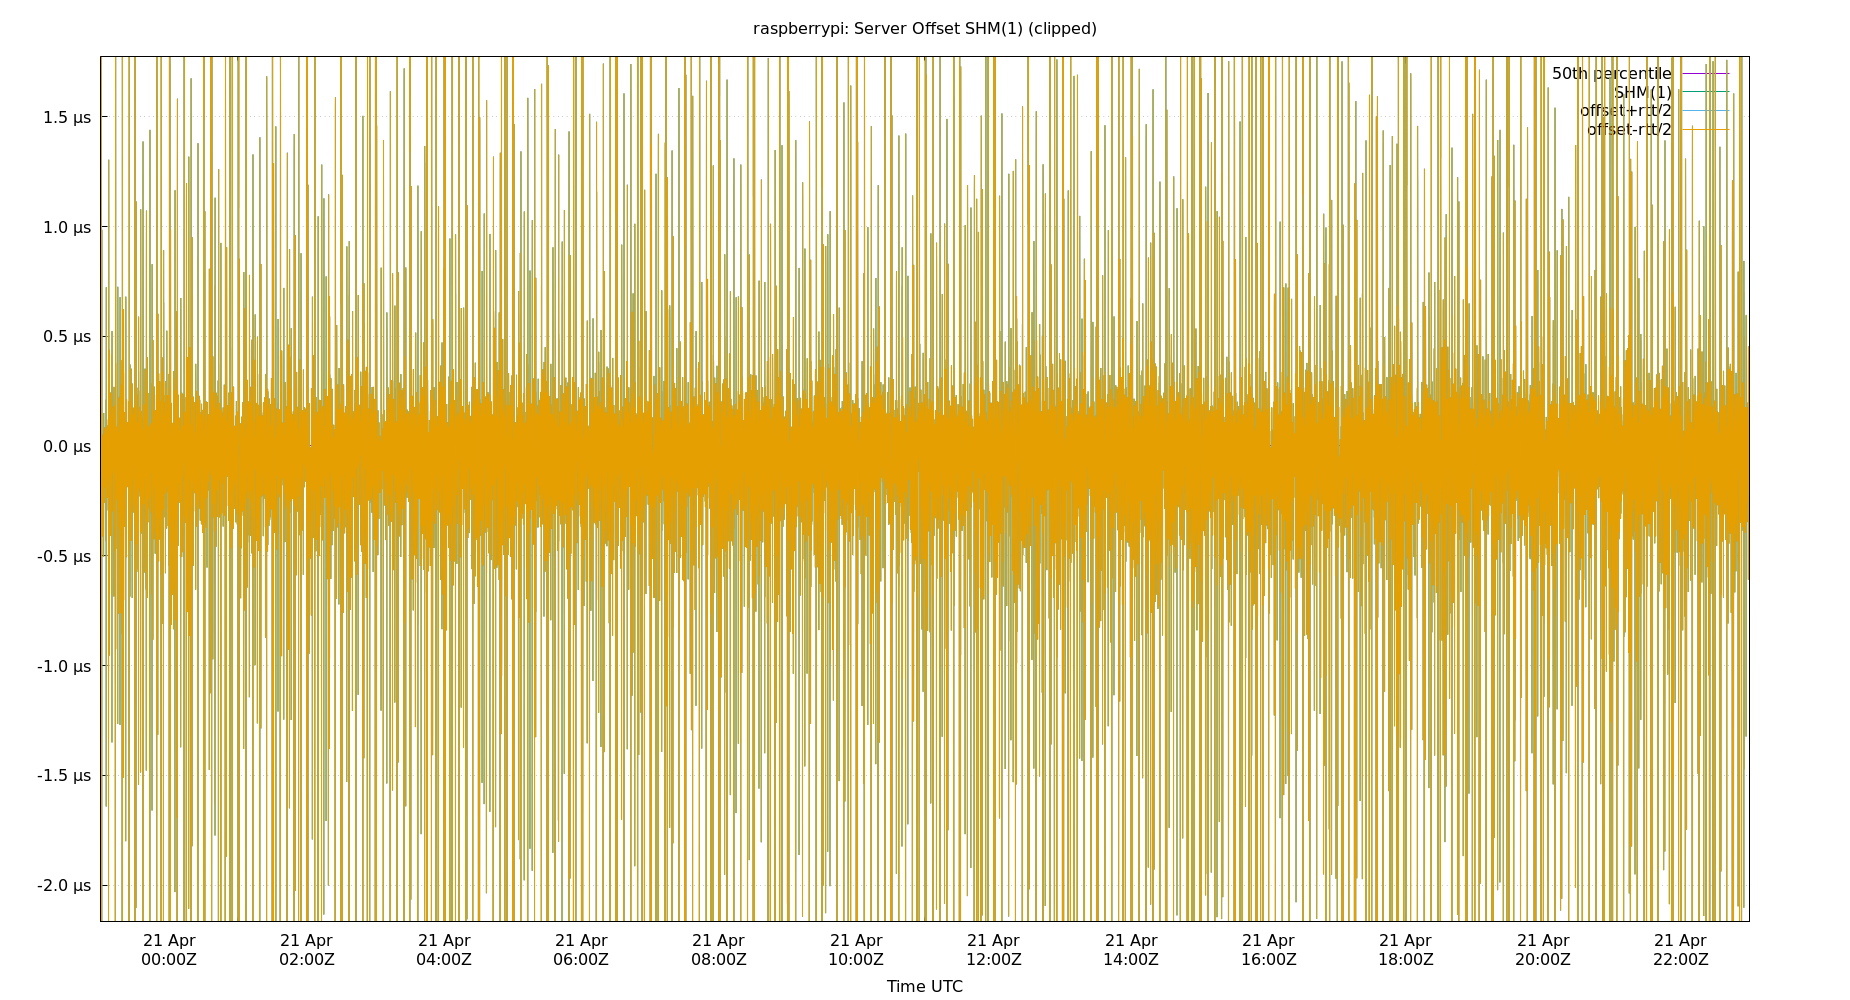 raspberrypi: Server Offset SHM(1) (clipped)
50th percentile
SHM(1)
offset+rtt/2
offset-rtt/2
1.5 µs
1.0 µs
0.5 µs
0.0 µs
-0.5 µs
-1.0 µs
-1.5 µs
-2.0 µs
21 Apr 21 Apr 21 Apr 21 Apr 21 Apr 21 Apr 21 Apr 21 Apr 21 Apr 21 Apr 21 Apr 21 Apr
00:00Z 02:00Z 04:00Z 06:00Z 08:00Z 10:00Z 12:00Z 14:00Z 16:00Z 18:00Z 20:00Z 22:00Z
Time UTC